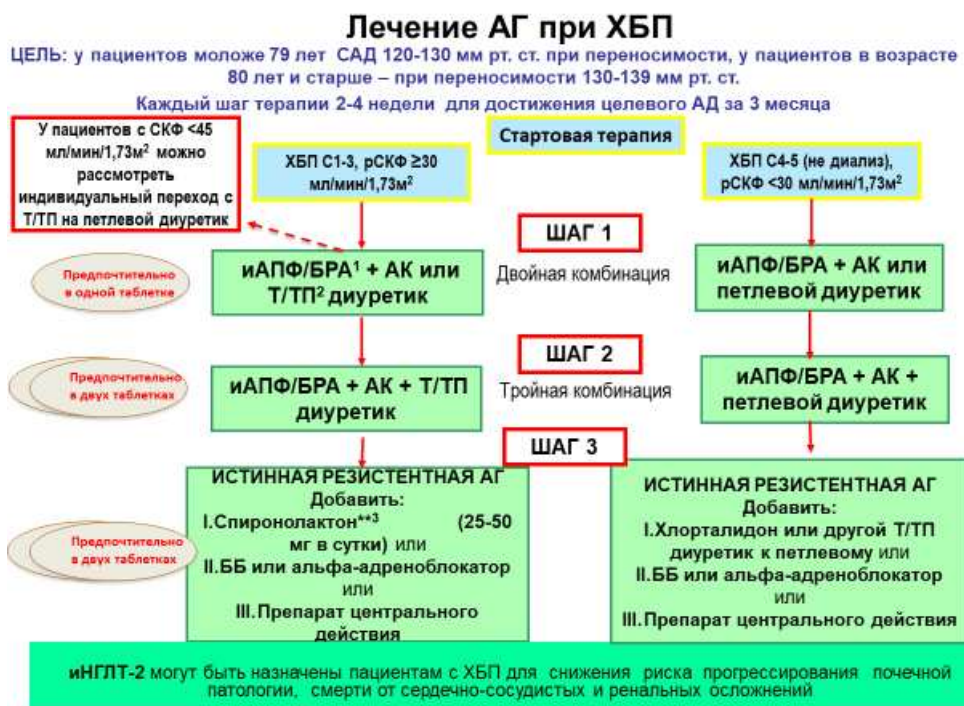 Лечение АГ при ХБП
ЦЕЛЬ: у пациентов моложе 79 лет САД 120-130 мм рт. ст. при переносимости, у пациентов в возрасте
80 лет и старше – при переносимости 130-139 мм рт. ст.
Каждый шаг терапии 2-4 недели для достижения целевого АД за 3 месяца
У пациентов с СКФ <45
мл/мин/1,73м²  можно
рассмотреть
индивидуальный переход с
Т/ТП на петлевой диуретик
ХБП С1-3, рСКФ ≥30
мл/мин/1,73м²
Стартовая терапия
ХБП С4-5 (не диализ),
рСКФ <30 мл/мин/1,73м²
ШАГ 1
Двойная комбинация
Предпочтительно
в одной таблетке
иАПФ/БРА¹ + АК или
Т/ТП² диуретик
иАПФ/БРА + АК или
петлевой диуретик
ШАГ 2
Тройная комбинация
Предпочтительно
в двух таблетках
иАПФ/БРА + АК + Т/ТП
диуретик
иАПФ/БРА + АК +
петлевой диуретик
ШАГ 3
Предпочтительно
в двух таблетках
ИСТИННАЯ РЕЗИСТЕНТНАЯ АГ
Добавить:
I.Спиронолактон**³ (25-50
мг в сутки) или
II.ББ или альфа-адреноблокатор
или
III.Препарат центрального
действия
ИСТИННАЯ РЕЗИСТЕНТНАЯ АГ
Добавить:
I.Хлорталидон или другой Т/ТП
диуретик к петлевому или
II.ББ или альфа-адреноблокатор
или
III.Препарат центрального действия
иНГЛТ-2 могут быть назначены пациентам с ХБП для снижения риска прогрессирования почечной
патологии, смерти от сердечно-сосудистых и ренальных осложнений